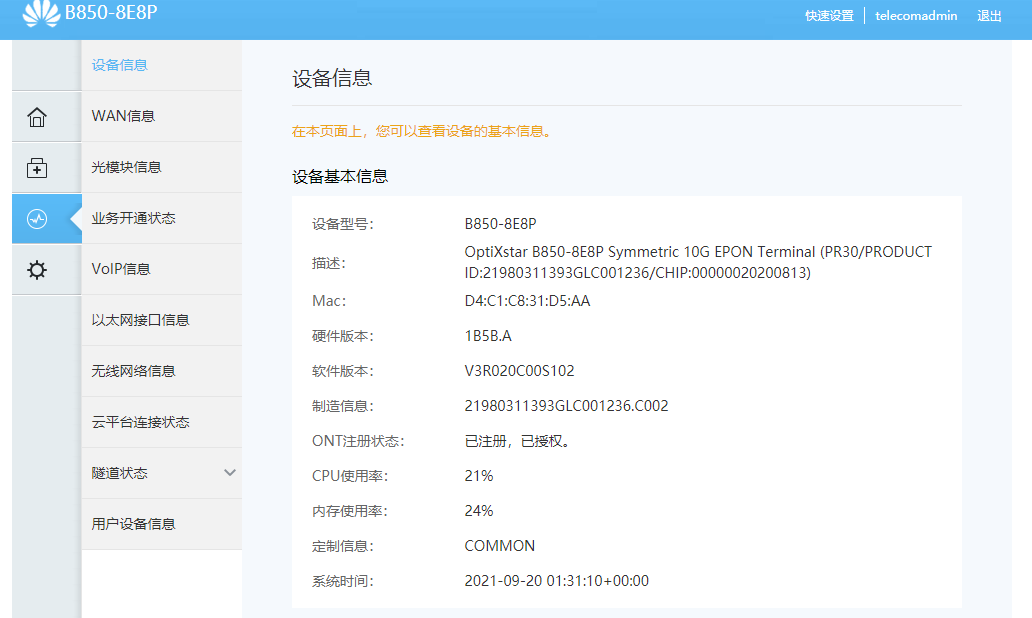 B850-8E8P
快速设置 telecomadmin 退出
设备信息
WAN信息
光模块信息
业务开通状态
VoIP信息
以太网接口信息
无线网络信息
云平台连接状态
隧道状态
用户设备信息
设备信息
在本页面上，您可以查看设备的基本信息。
设备基本信息
设备型号： B850-8E8P
描述： OptiXstar B850-8E8P Symmetric 10G EPON Terminal (PR30/PRODUCT
ID:21980311393GLC001236/CHIP:00000020200813)
Mac： D4:C1:C8:31:D5:AA
硬件版本： 1B5B.A
软件版本： V3R020C00S102
制造信息： 21980311393GLC001236.C002
ONT注册状态： 已注册，已授权。
CPU使用率： 21%
内存使用率： 24%
定制信息： COMMON
系统时间： 2021-09-20 01:31:10+00:00